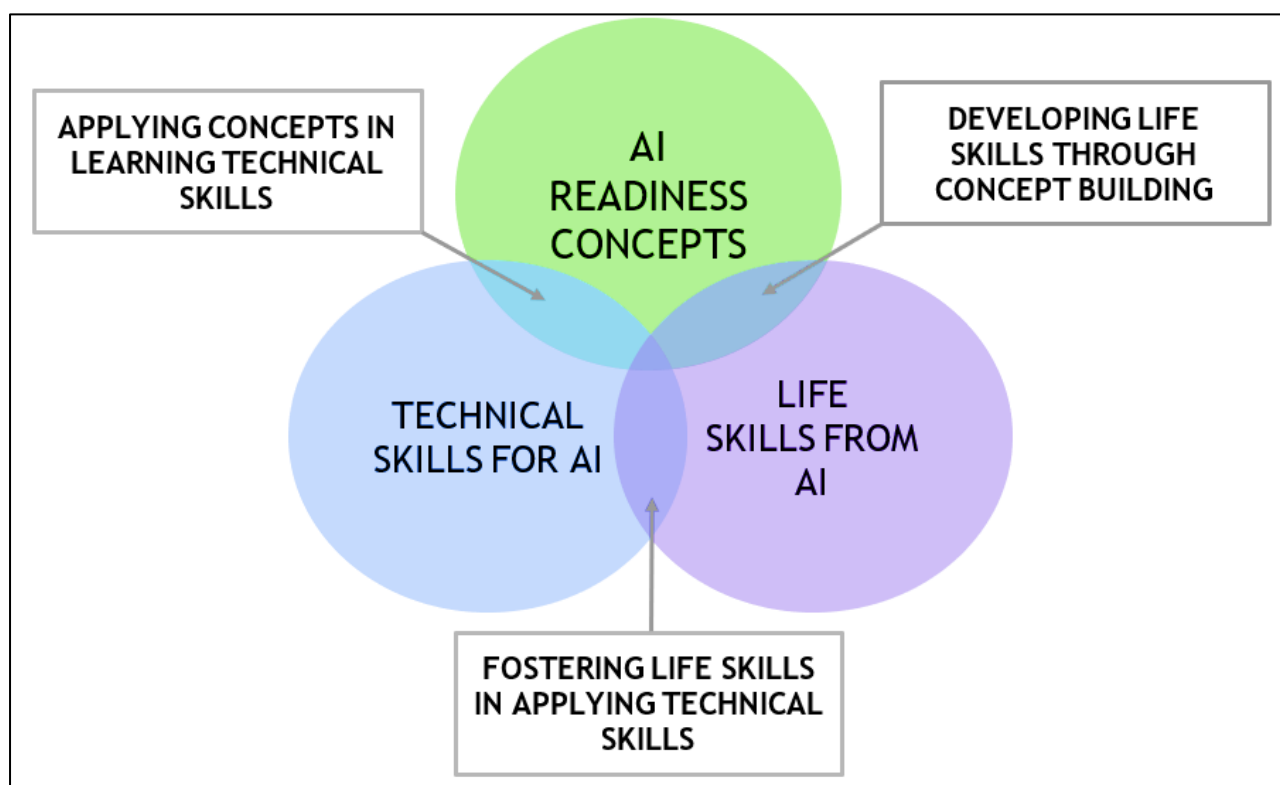 APPLYING CONCEPTS IN
LEARNING TECHNICAL
SKILLS
AI
READINESS
CONCEPTS
DEVELOPING LIFE
SKILLS THROUGH
CONCEPT BUILDING
TECHNICAL
SKILLS FOR AI
LIFE
SKILLS FROM
AI
FOSTERING LIFE SKILLS
IN APPLYING TECHNICAL
SKILLS